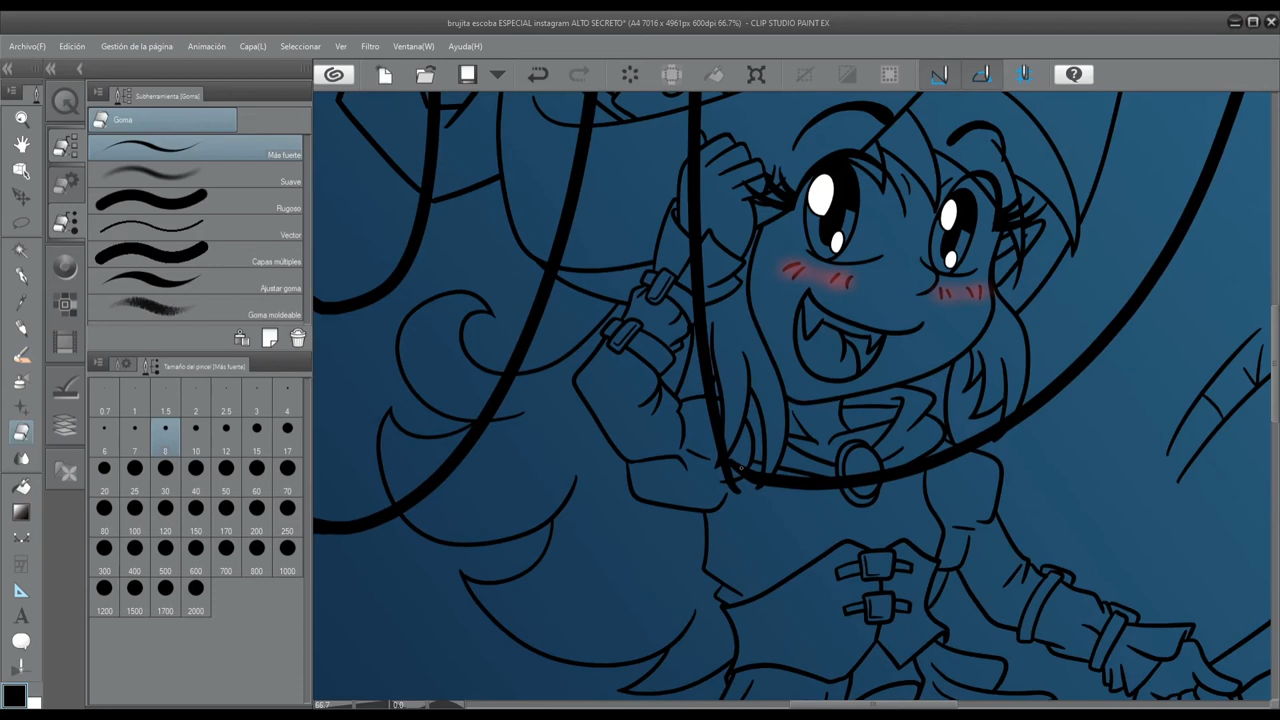 brujita escoba ESPECIAL instagram ALTO SECRETO* (A4 7016 x 4961px 600dpi 66.7%) - CLIP STUDIO PAINT EX
Archivo(F) Edición Gestión de la página Animación Capa(L) Seleccionar Ver Filtro Ventana(W) Ayuda(H)
Subherramienta [Goma]
Goma
Más fuerte
Suave
Rugoso
Vector
Capas múltiples
Ajustar goma
Goma moldeable
Tamaño del pincel [Más fuerte]
0.7 1 1.5 2 2.5 3 4
6 7 8 10 12 15 17
20 25 30 40 50 60 70
80 100 120 150 170 200 250
300 400 500 600 700 800 1000
1200 1500 1700 2000
66.7 0.0